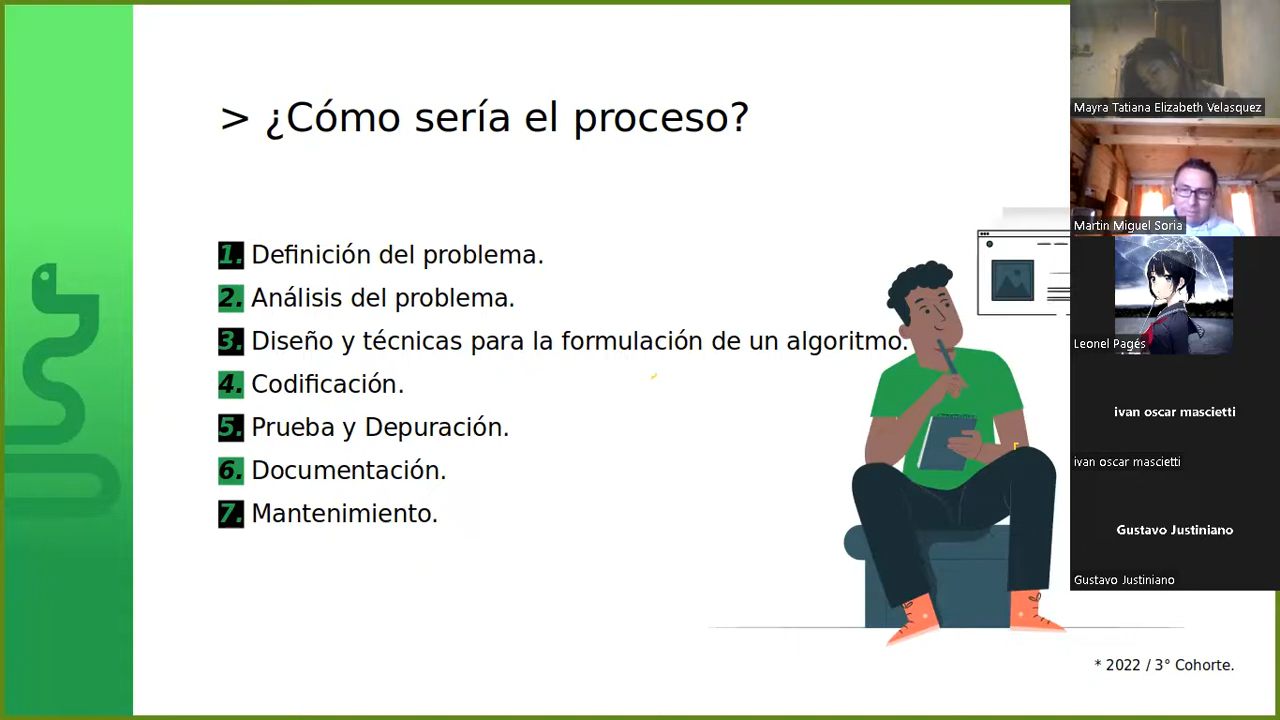 > ¿Cómo sería el proceso?
1. Definición del problema.
2. Análisis del problema.
3. Diseño y técnicas para la formulación de un algoritmo.
4. Codificación.
5. Prueba y Depuración.
6. Documentación.
7. Mantenimiento.
* 2022 / 3° Cohorte.
Mayra Tatiana Elizabeth Velasquez
Martin Miguel Soria
Leonel Pagés
ivan oscar mascietti
ivan oscar mascietti
Gustavo Justiniano
Gustavo Justiniano